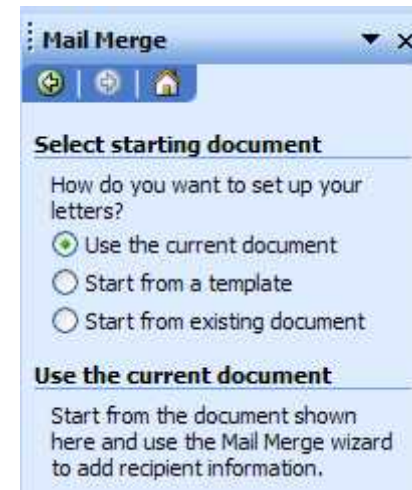 Mail Merge
Select starting document
How do you want to set up your
letters?
Use the current document
Start from a template
Start from existing document
Use the current document
Start from the document shown
here and use the Mail Merge wizard
to add recipient information.